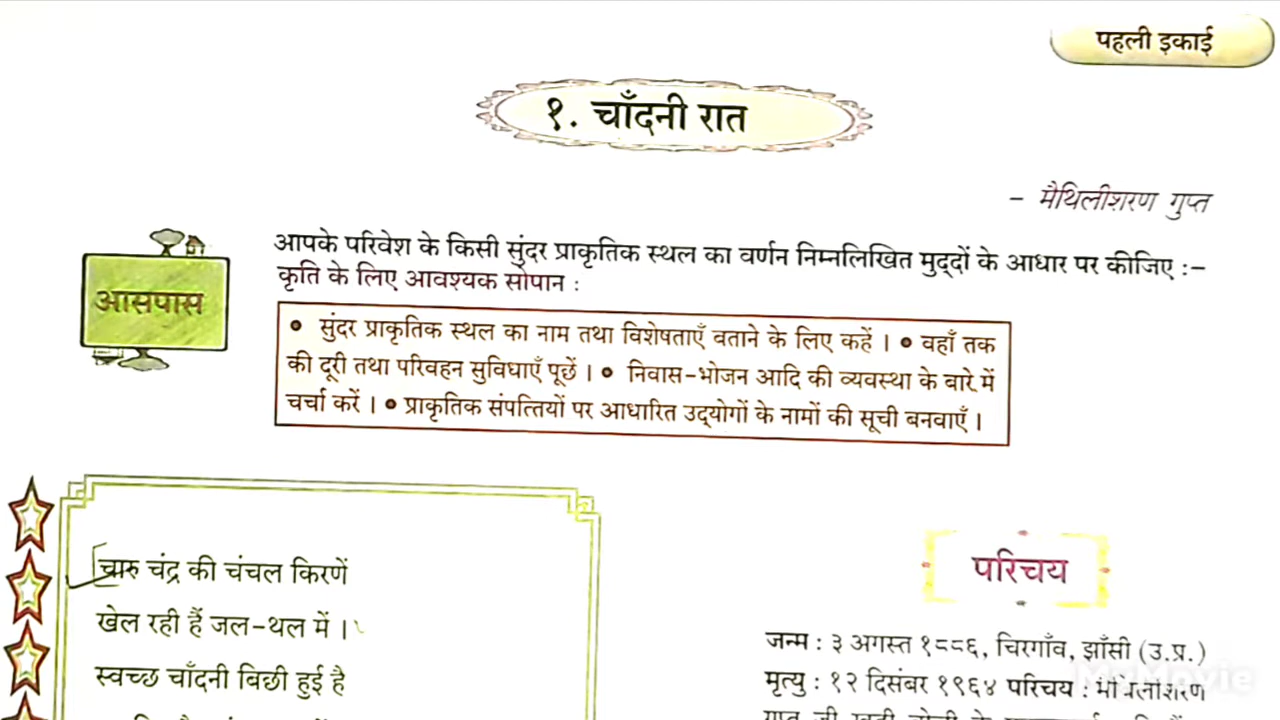 पहली इकाई
१. चाँदनी रात
- मैथिलीशरण गुप्त
आसपास
आपके परिवेश के किसी सुंदर प्राकृतिक स्थल का वर्णन निम्नलिखित मुद्दों के आधार पर कीजिए :-
कृति के लिए आवश्यक सोपान :
• सुंदर प्राकृतिक स्थल का नाम तथा विशेषताएँ बताने के लिए कहें । • वहाँ तक
की दूरी तथा परिवहन सुविधाएँ पूछें । • निवास-भोजन आदि की व्यवस्था के बारे में
चर्चा करें । • प्राकृतिक संपत्तियों पर आधारित उद्योगों के नामों की सूची बनवाएँ ।
चारु चंद्र की चंचल किरणें
खेल रही हैं जल-थल में ।
स्वच्छ चाँदनी बिछी हुई है
परिचय
जन्म : ३ अगस्त १८८६, चिरगाँव, झाँसी (उ.प्र.)
मृत्यु : १२ दिसंबर १९६४ परिचय : मैथिलीशरण
MyMovie